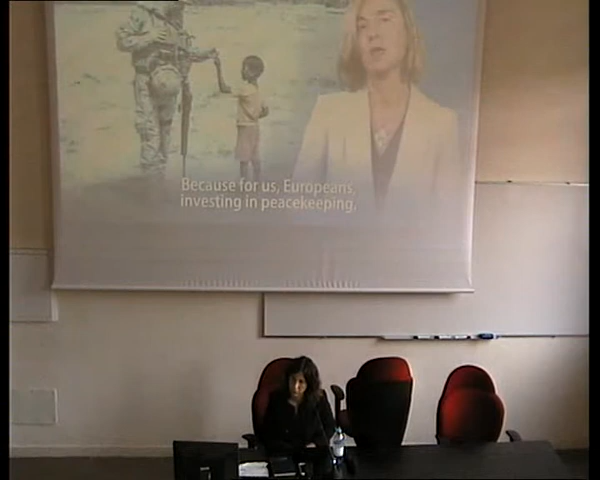 Because for us, Europeans,
investing in peacekeeping,